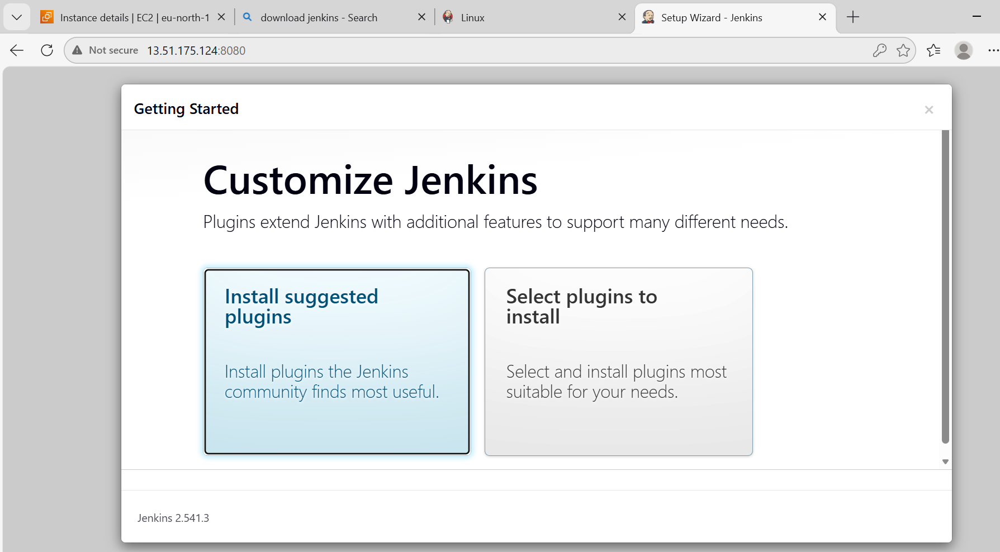 Instance details | EC2 | eu-north-1
download jenkins - Search
Linux
Setup Wizard - Jenkins
Not secure
13.51.175.124:8080
Getting Started
Customize Jenkins
Plugins extend Jenkins with additional features to support many different needs.
Install suggested
plugins
Install plugins the Jenkins
community finds most useful.
Select plugins to
install
Select and install plugins most
suitable for your needs.
Jenkins 2.541.3